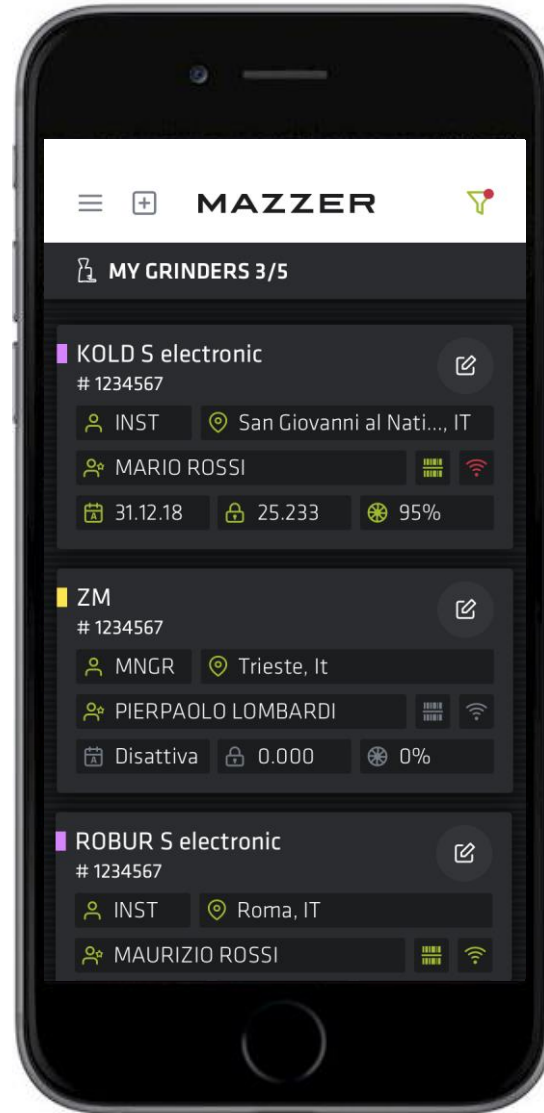 MAZZER
MY GRINDERS 3/5
KOLD S electronic
# 1234567
INST San Giovanni al Nati..., IT
MARIO ROSSI
31.12.18 25.233 95%
ZM
# 1234567
MNGR Trieste, It
PIERPAOLO LOMBARDI
Disattiva 0.000 0%
ROBUR S electronic
# 1234567
INST Roma, IT
MAURIZIO ROSSI